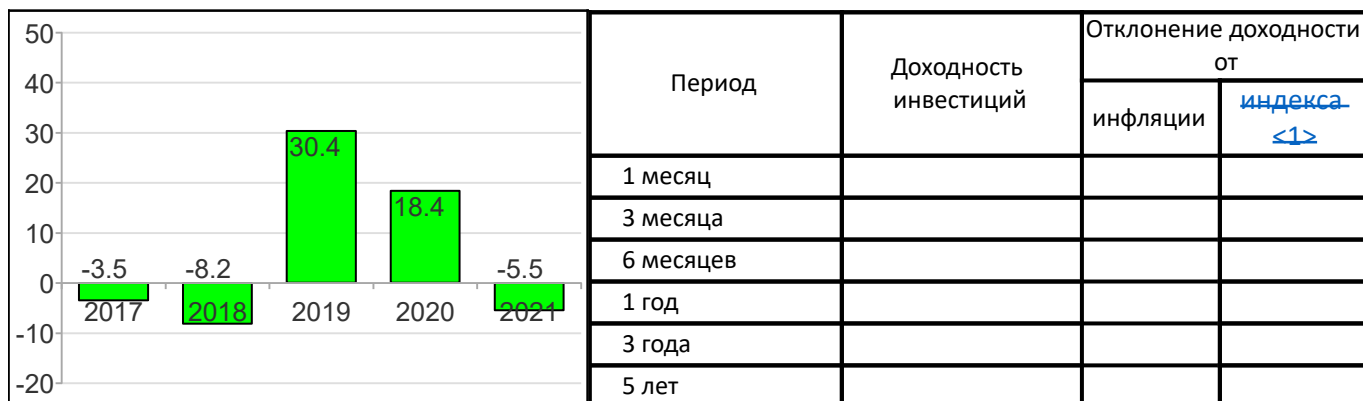 50
40
30
20
10
0
-10
-20
-3.5
-8.2
30.4
18.4
-5.5
2017
2018
2019
2020
2021
Период
Доходность
инвестиций
Отклонение доходности
от
инфляции
индекса
<1>
1 месяц
3 месяца
6 месяцев
1 год
3 года
5 лет